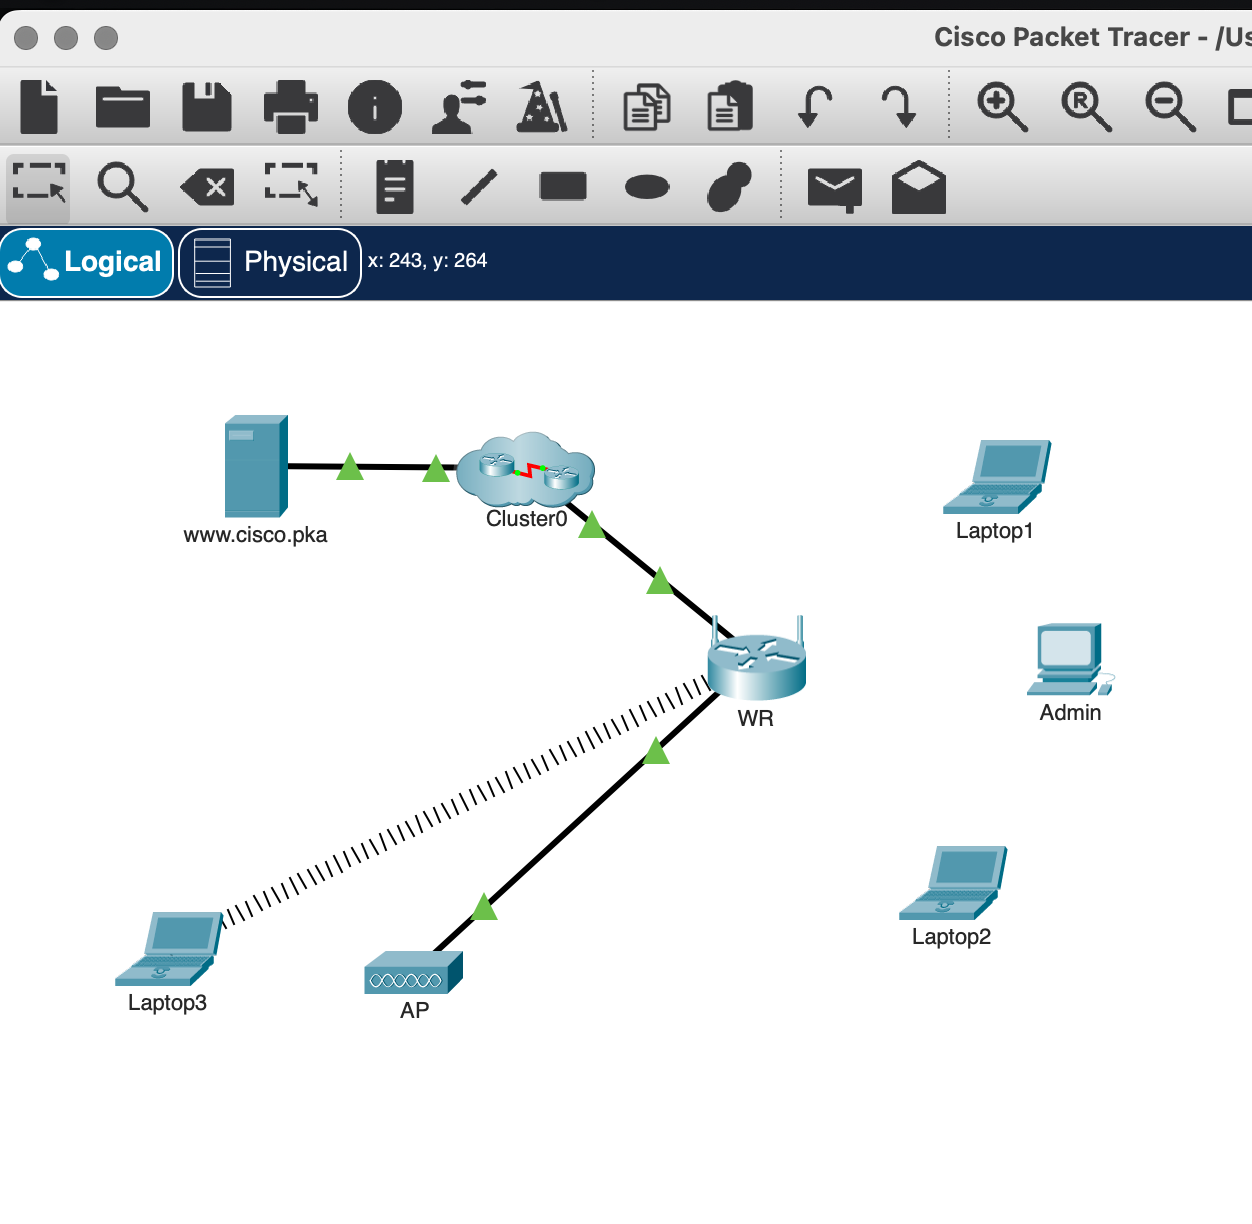 Cisco Packet Tracer - /Us
R
Logical
Physical
x: 243, y: 264
www.cisco.pka
Cluster0
Laptop1
Admin
WR
Laptop2
Laptop3
AP